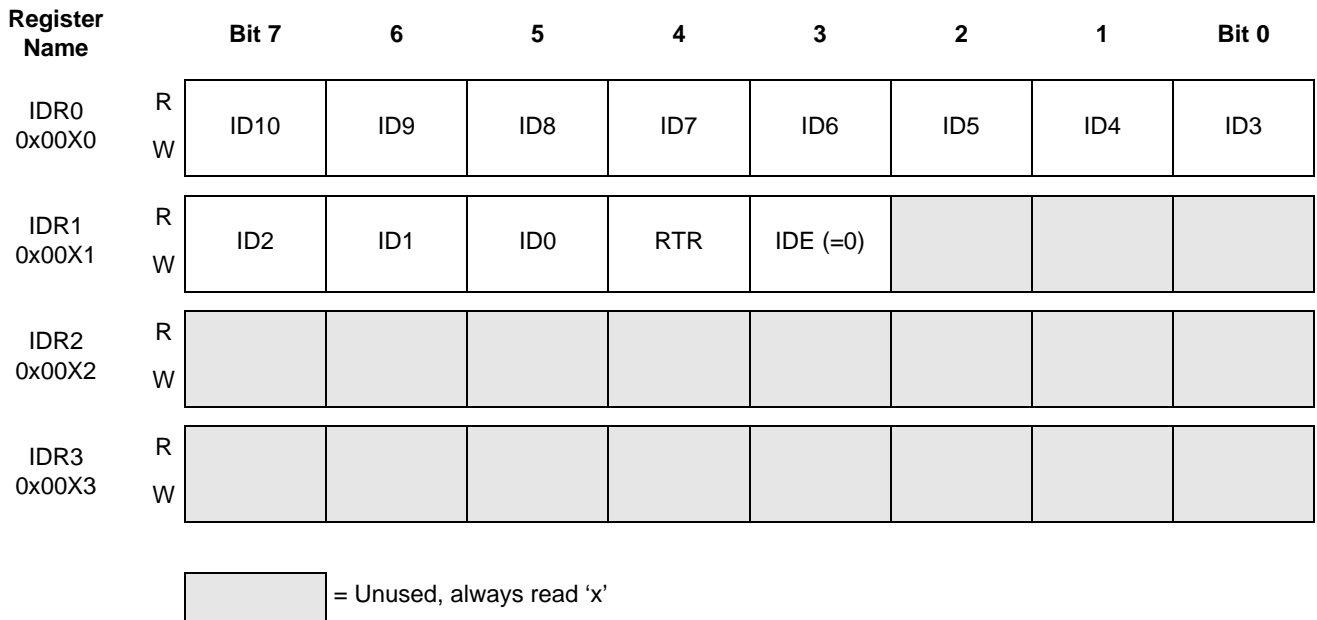 Register Name Bit 7 6 5 4 3 2 1 Bit 0
IDR0 0x00X0 R W ID10 ID9 ID8 ID7 ID6 ID5 ID4 ID3
IDR1 0x00X1 R W ID2 ID1 ID0 RTR IDE (=0)
IDR2 0x00X2 R W
IDR3 0x00X3 R W
= Unused, always read ‘x’